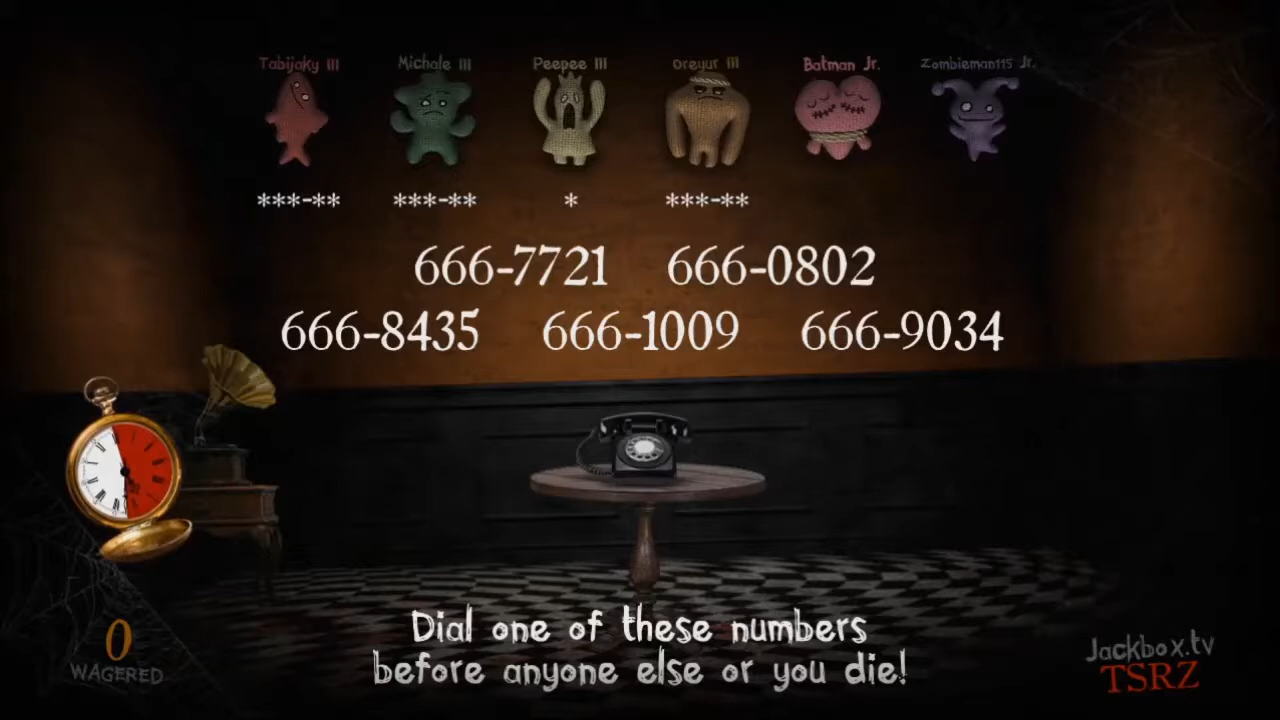 Tabijaky III Michale III Peepee III Oreyur III Batman Jr. Zombieman115 Jr.
***-** ***-** * ***-**
666-7721 666-0802
666-8435 666-1009 666-9034
Dial one of these numbers
before anyone else or you die!
0
WAGERED
Jackbox.tv
TSRZ